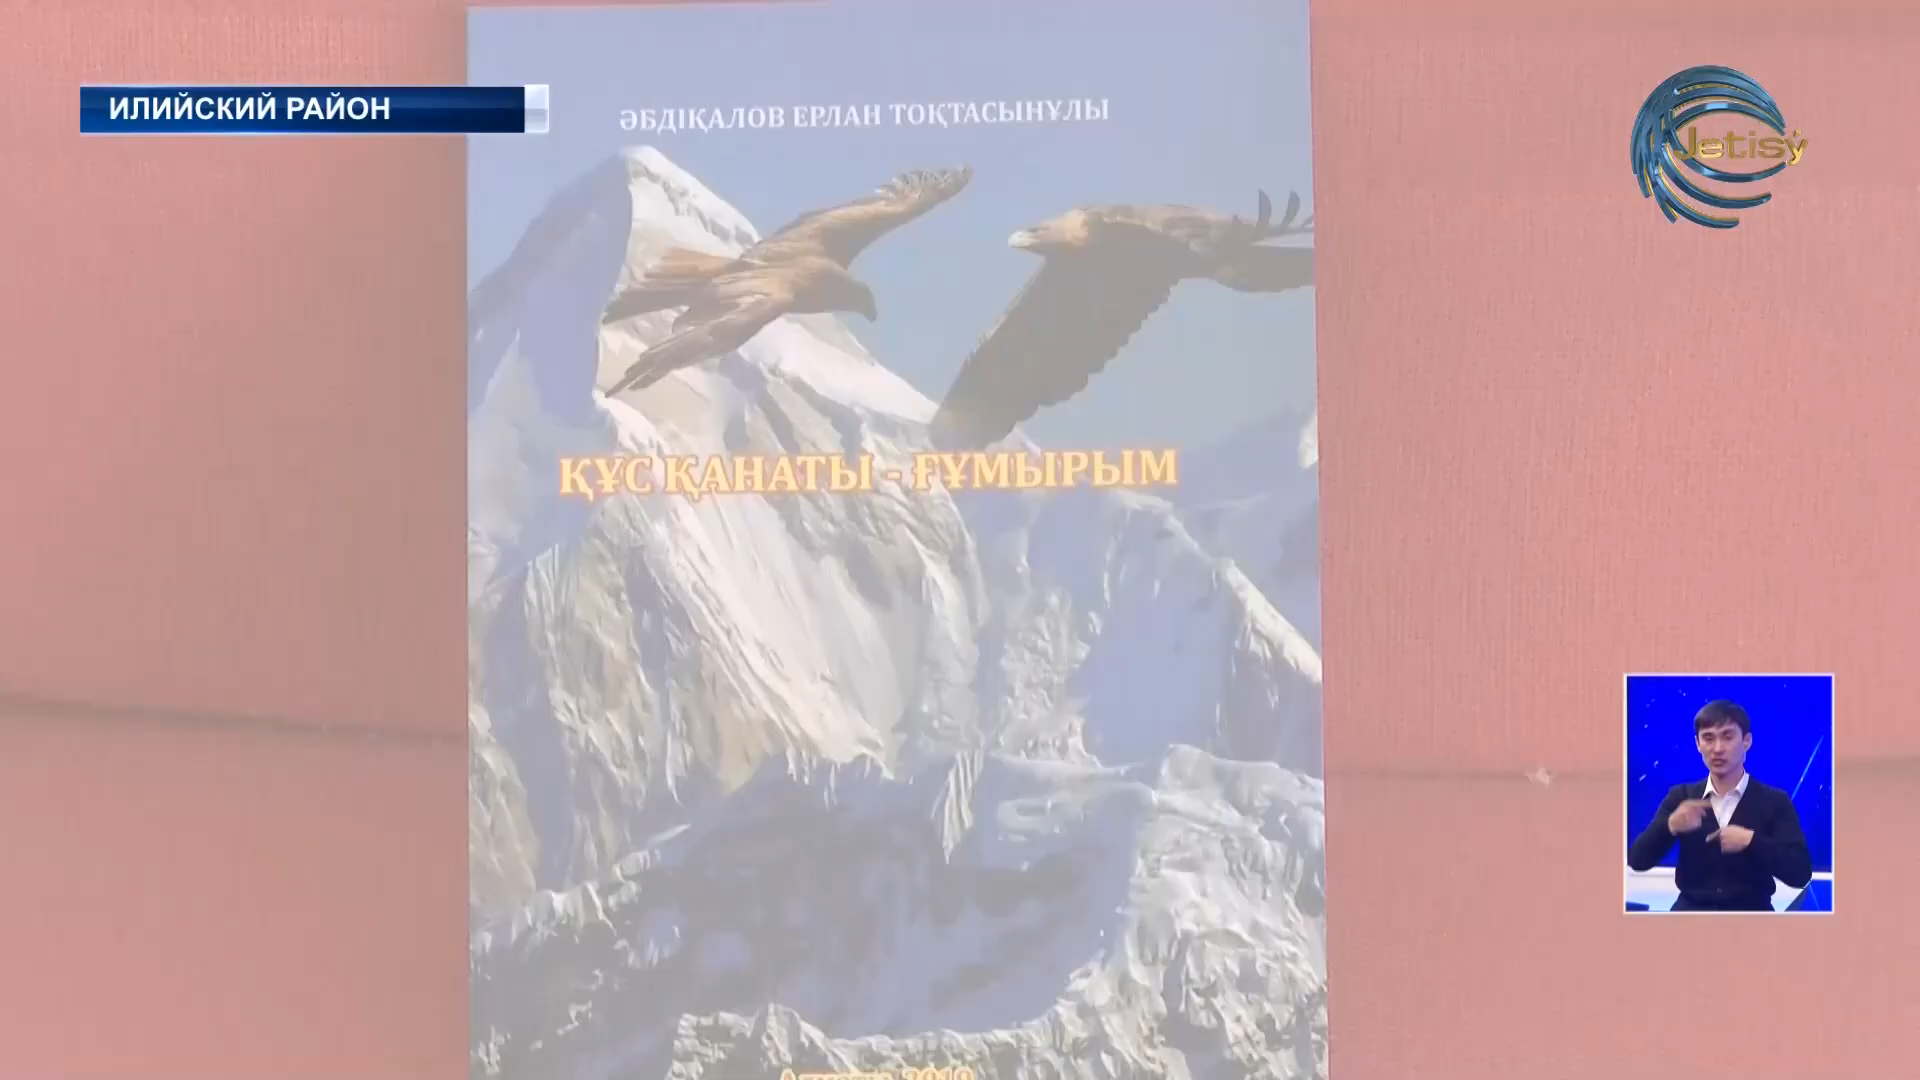 ИЛИЙСКИЙ РАЙОН
Jetisý
ӘБДІҚАЛОВ ЕРЛАН ТОҚТАСЫНҰЛЫ
ҚҰС ҚАНАТЫ - ҒҰМЫРЫМ